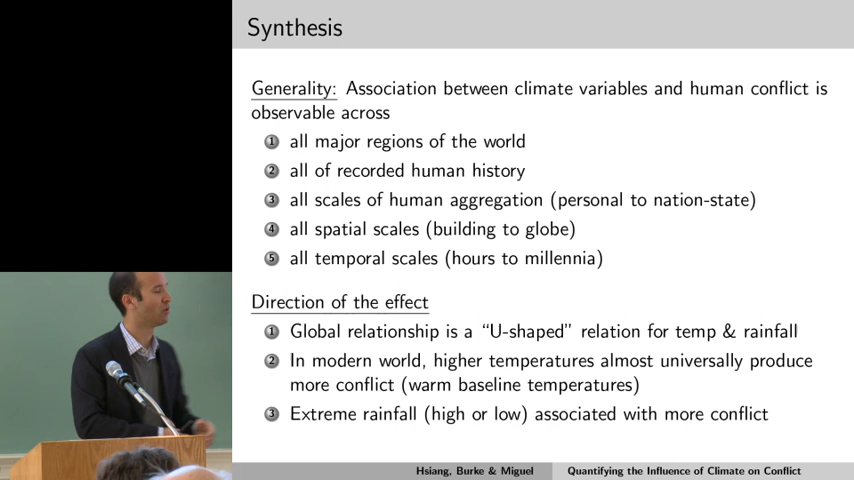 Synthesis
Generality: Association between climate variables and human conflict is
observable across
1 all major regions of the world
2 all of recorded human history
3 all scales of human aggregation (personal to nation-state)
4 all spatial scales (building to globe)
5 all temporal scales (hours to millennia)
Direction of the effect
1 Global relationship is a “U-shaped” relation for temp & rainfall
2 In modern world, higher temperatures almost universally produce
more conflict (warm baseline temperatures)
3 Extreme rainfall (high or low) associated with more conflict
Hsiang, Burke & Miguel Quantifying the Influence of Climate on Conflict